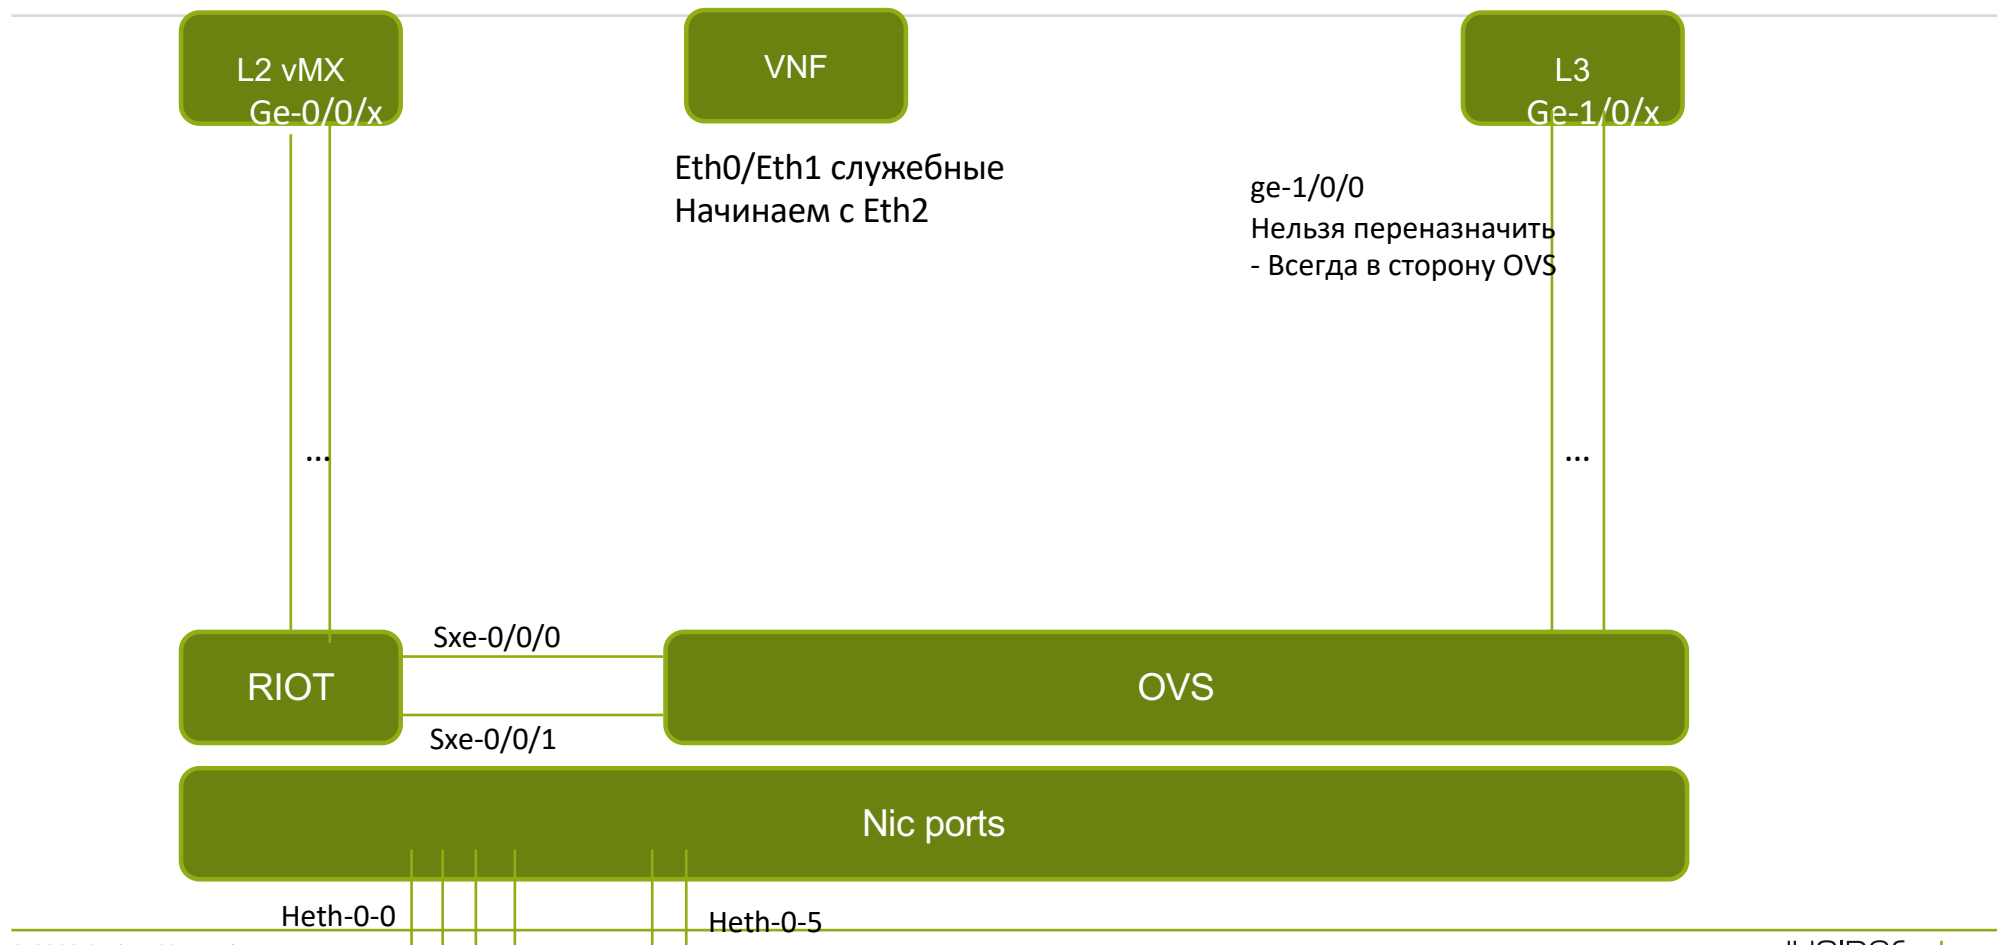 L2 vMX
Ge-0/0/x
VNF
L3
Ge-1/0/x
Eth0/Eth1 служебные
Начинаем с Eth2
ge-1/0/0
Нельзя переназначить
- Всегда в сторону OVS
...
...
Sxe-0/0/0
RIOT
OVS
Sxe-0/0/1
Nic ports
Heth-0-0
Heth-0-5